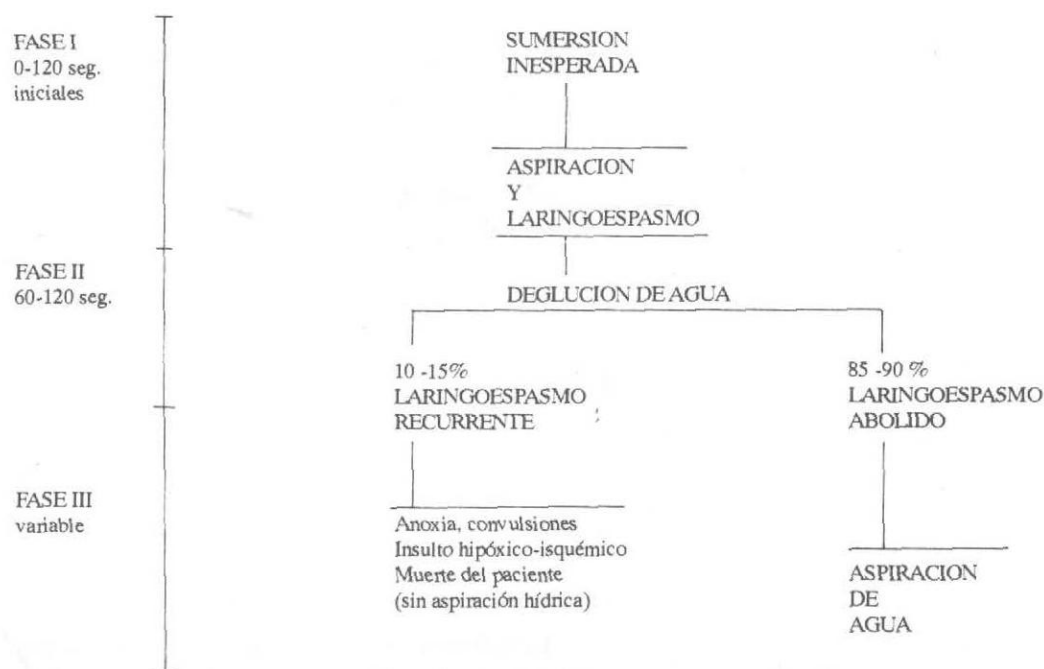 FASE I
0-120 seg.
iniciales
SUMERSION
INESPERADA
ASPIRACION
Y
LARINGOESPASMO
FASE II
60-120 seg.
DEGLUCION DE AGUA
10 -15%
LARINGOESPASMO
RECURRENTE
85 -90 %
LARINGOESPASMO
ABOLIDO
FASE III
variable
Anoxia, convulsiones
Insulto hipóxico-isquémico
Muerte del paciente
(sin aspiración hídrica)
ASPIRACION
DE
AGUA